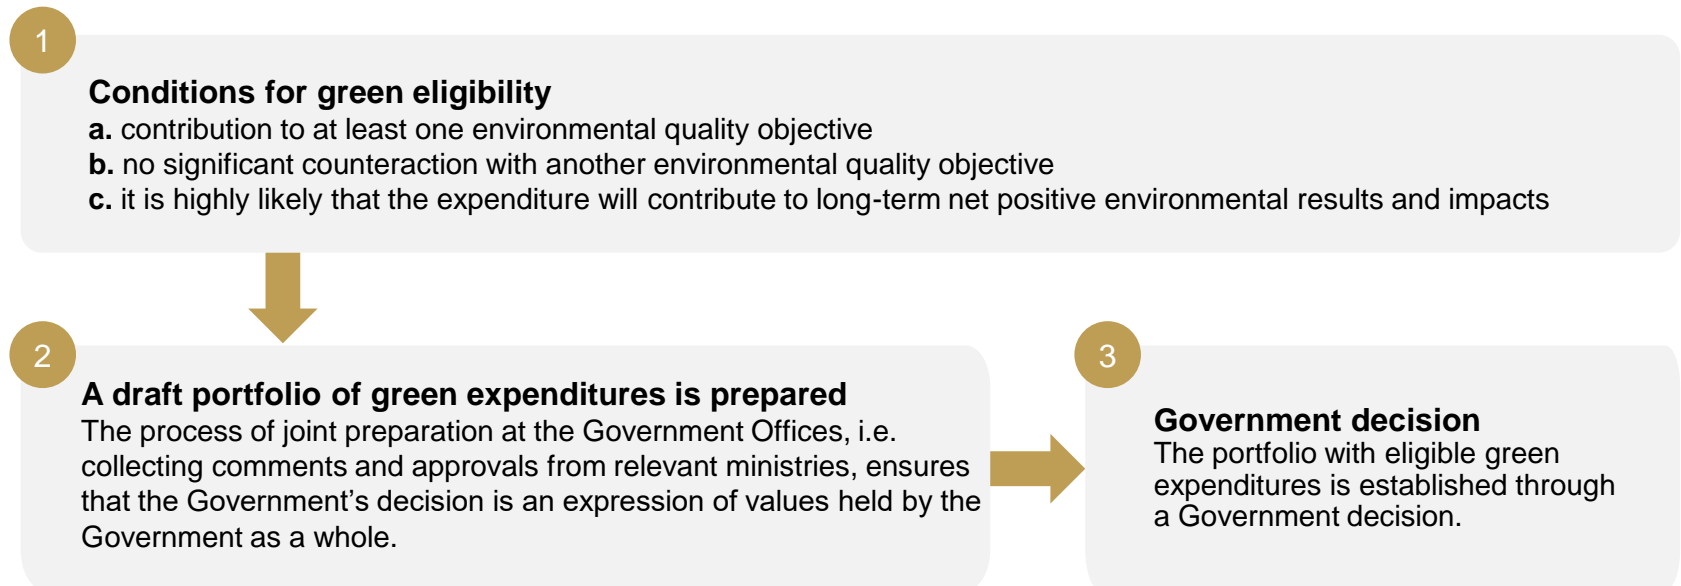 1
Conditions for green eligibility
a. contribution to at least one environmental quality objective
b. no significant counteraction with another environmental quality objective
c. it is highly likely that the expenditure will contribute to long-term net positive environmental results and impacts
2
A draft portfolio of green expenditures is prepared
The process of joint preparation at the Government Offices, i.e.
collecting comments and approvals from relevant ministries, ensures
that the Government’s decision is an expression of values held by the
Government as a whole.
3
Government decision
The portfolio with eligible green
expenditures is established through
a Government decision.